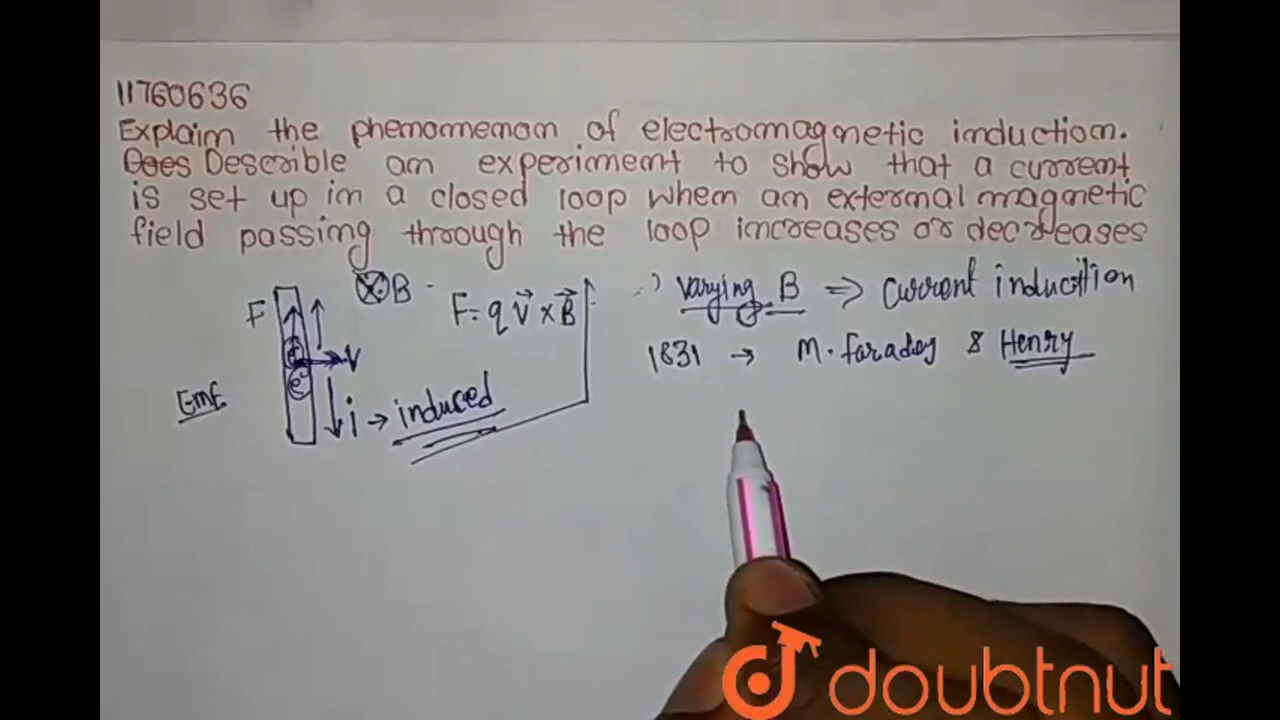 11760636
Explain the phenomenon of electromagnetic induction.
Does Describle an experiment to show that a current
is set up in a closed loop when an external magnetic
field passing through the loop increases or decreases
B
F
F = q V × B
V
e
Emf
i → induced
varying B ⇒ current induction
1831 → M. faraday & Henry
doubtnut